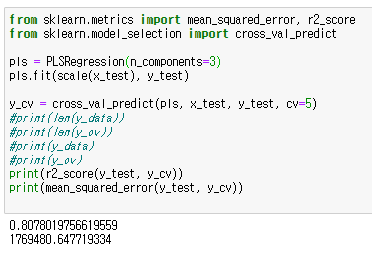 from sklearn.metrics import mean_squared_error, r2_score
from sklearn.model_selection import cross_val_predict
pls = PLSRegression(n_components=3)
pls.fit(scale(x_test), y_test)
y_cv = cross_val_predict(pls, x_test, y_test, cv=5)
#print(len(y_data))
#print(len(y_ov))
#print(y_data)
#print(y_ov)
print(r2_score(y_test, y_cv))
print(mean_squared_error(y_test, y_cv))
0.8078019756619559
1769480.647719334